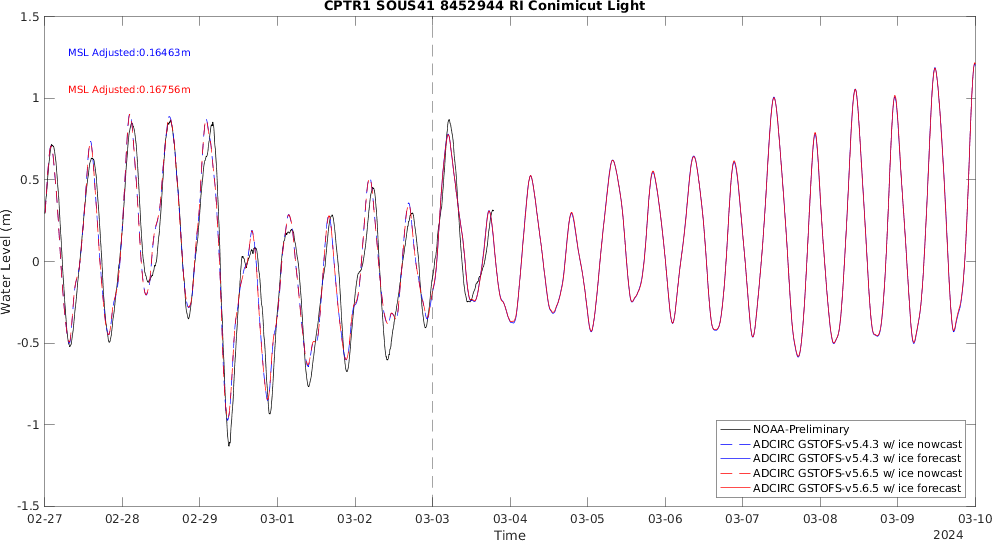 CPTR1 SOUS41 8452944 RI Conimicut Light
MSL Adjusted:0.16463m
MSL Adjusted:0.16756m
1.5
1
0.5
0
-0.5
-1
-1.5
Water Level (m)
NOAA-Preliminary
ADCIRC GSTOFS-v5.4.3 w/ ice nowcast
ADCIRC GSTOFS-v5.4.3 w/ ice forecast
ADCIRC GSTOFS-v5.6.5 w/ ice nowcast
ADCIRC GSTOFS-v5.6.5 w/ ice forecast
02-27 02-28 02-29 03-01 03-02 03-03 03-04 03-05 03-06 03-07 03-08 03-09 03-10
Time
2024